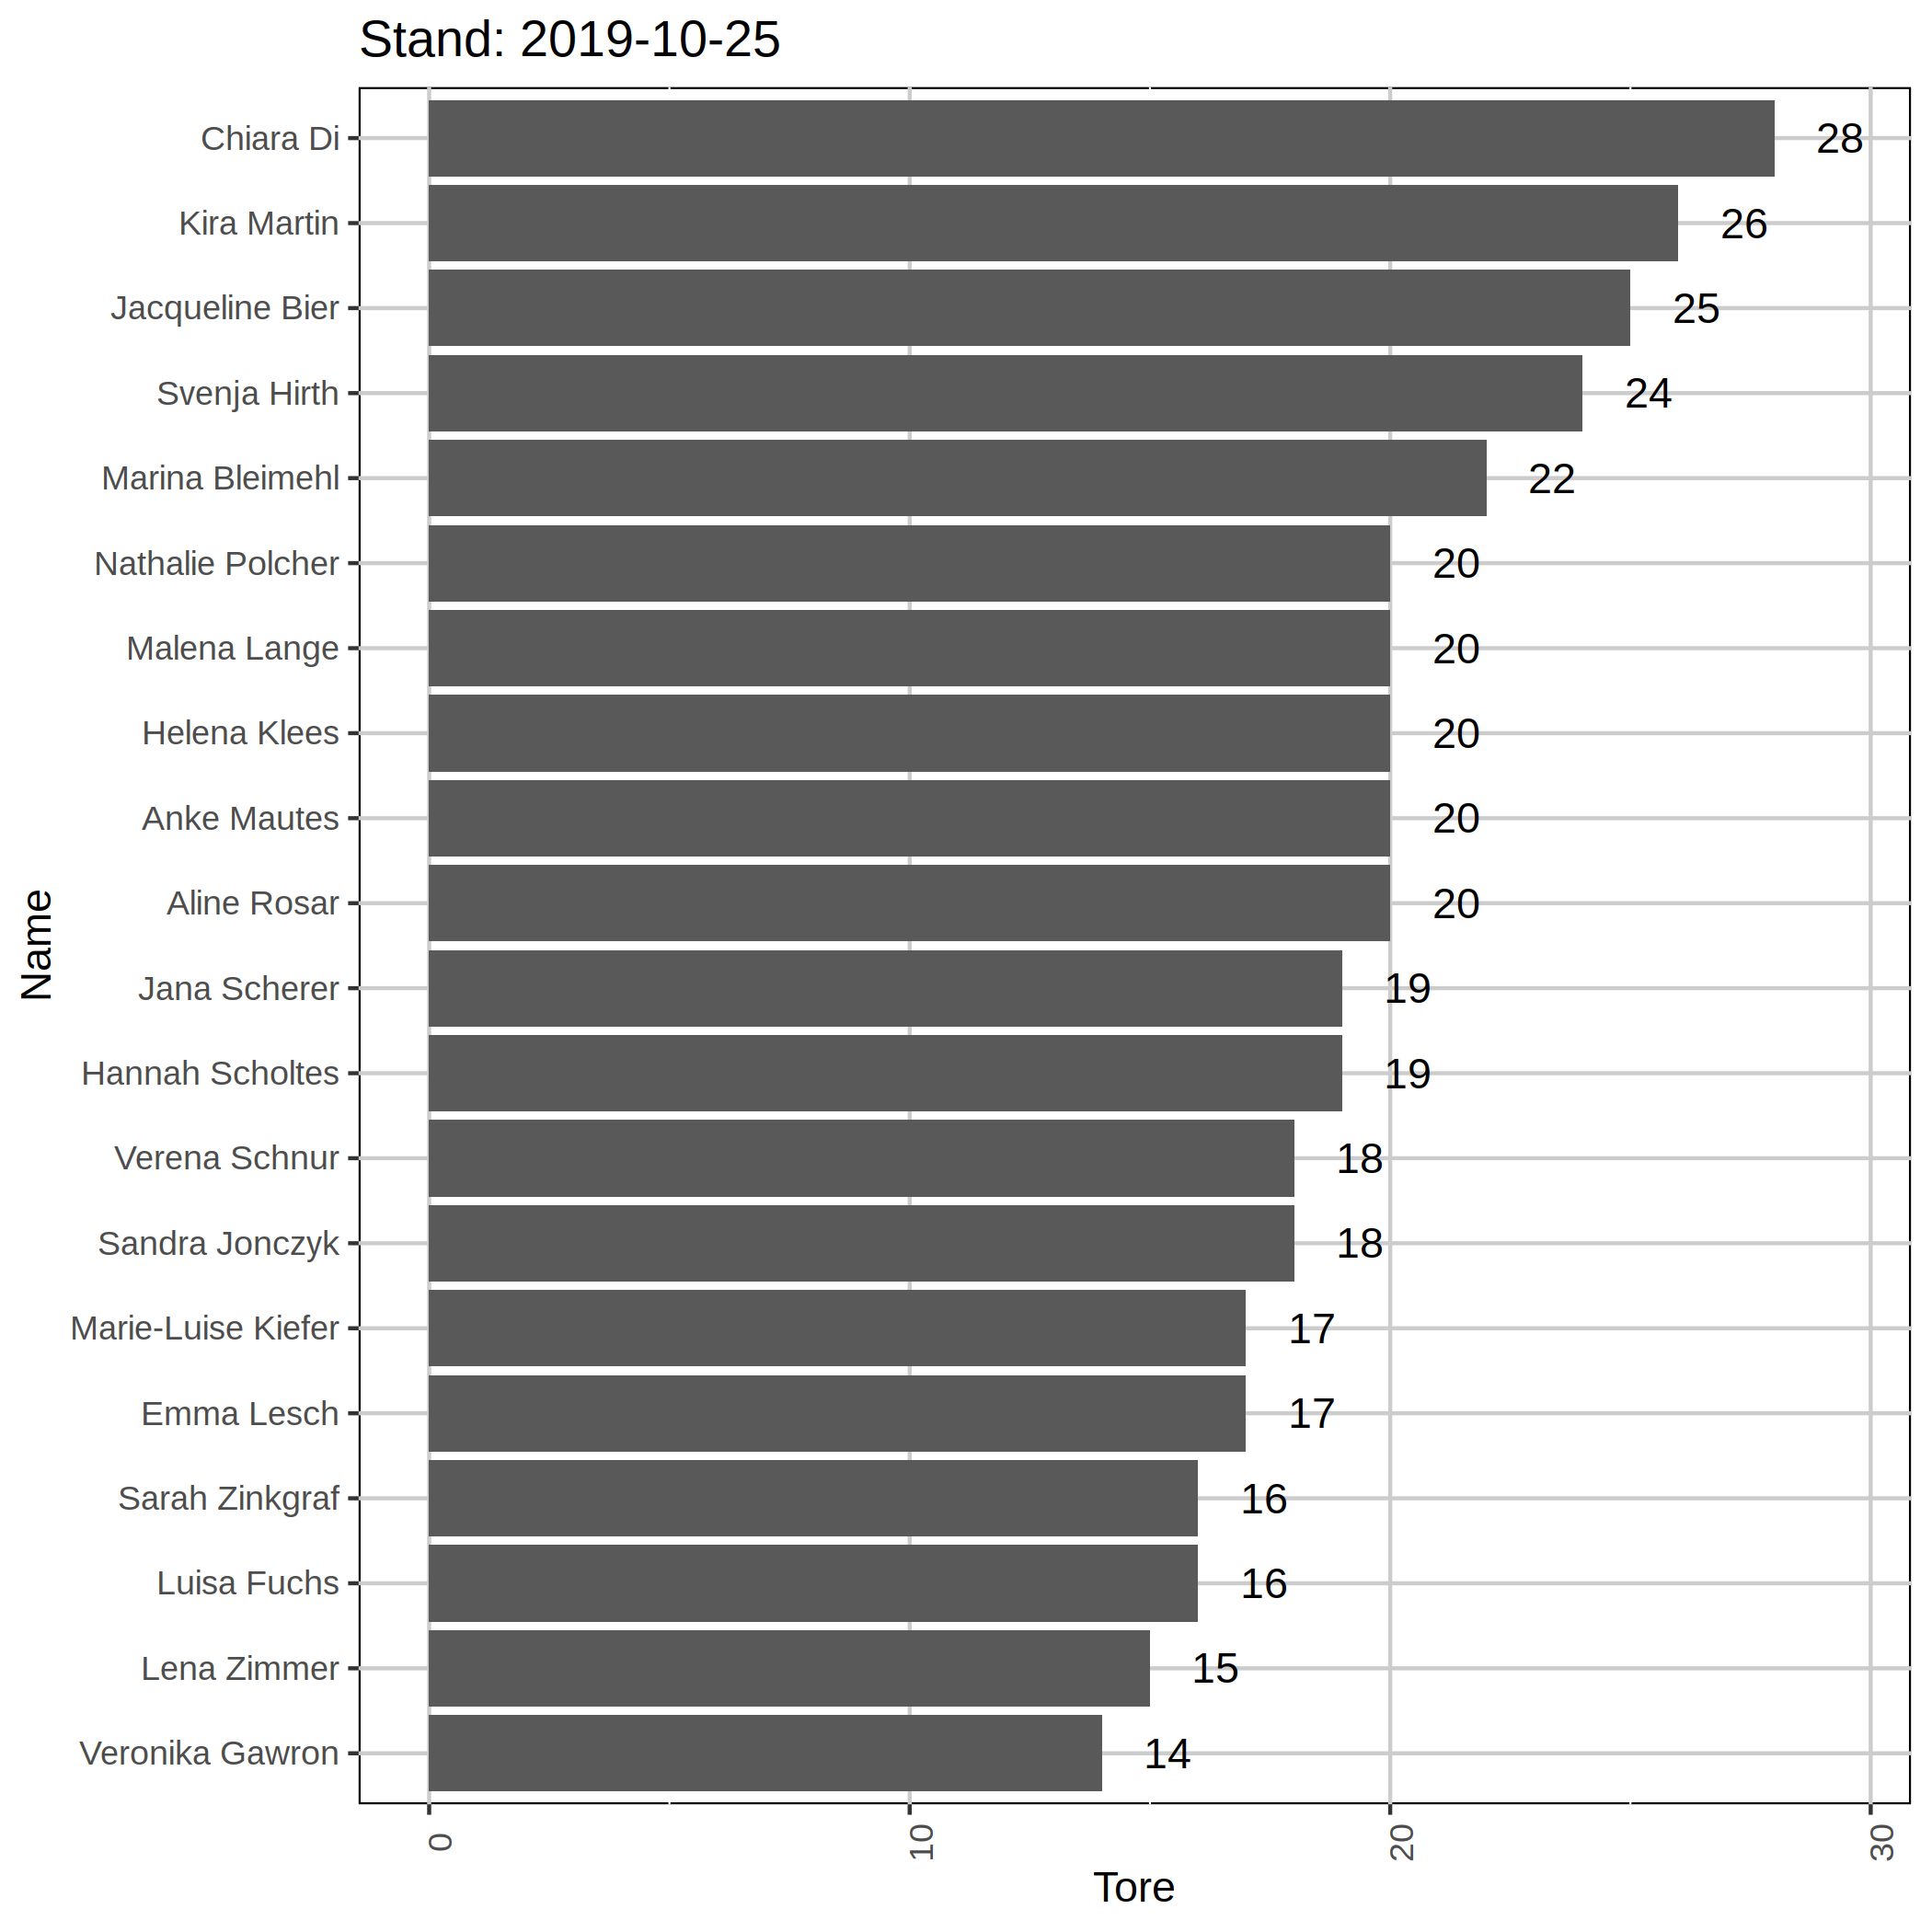 Stand: 2019-10-25
Name
Chiara Di 28
Kira Martin 26
Jacqueline Bier 25
Svenja Hirth 24
Marina Bleimehl 22
Nathalie Polcher 20
Malena Lange 20
Helena Klees 20
Anke Mautes 20
Aline Rosar 20
Jana Scherer 19
Hannah Scholtes 19
Verena Schnur 18
Sandra Jonczyk 18
Marie-Luise Kiefer 17
Emma Lesch 17
Sarah Zinkgraf 16
Luisa Fuchs 16
Lena Zimmer 15
Veronika Gawron 14
0 10 20 30
Tore